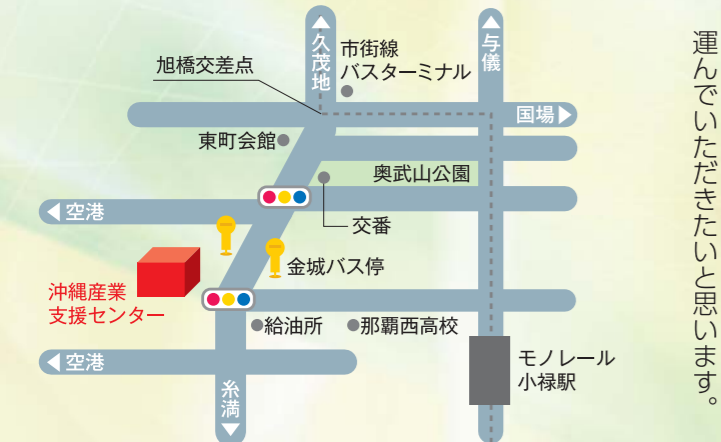 運んでいただきたいと思います。
久茂地
市街線
バスターミナル
与儀
旭橋交差点
国場
東町会館
奥武山公園
空港
交番
金城バス停
沖縄産業
支援センター
給油所
那覇西高校
空港
糸満
モノレール
小禄駅